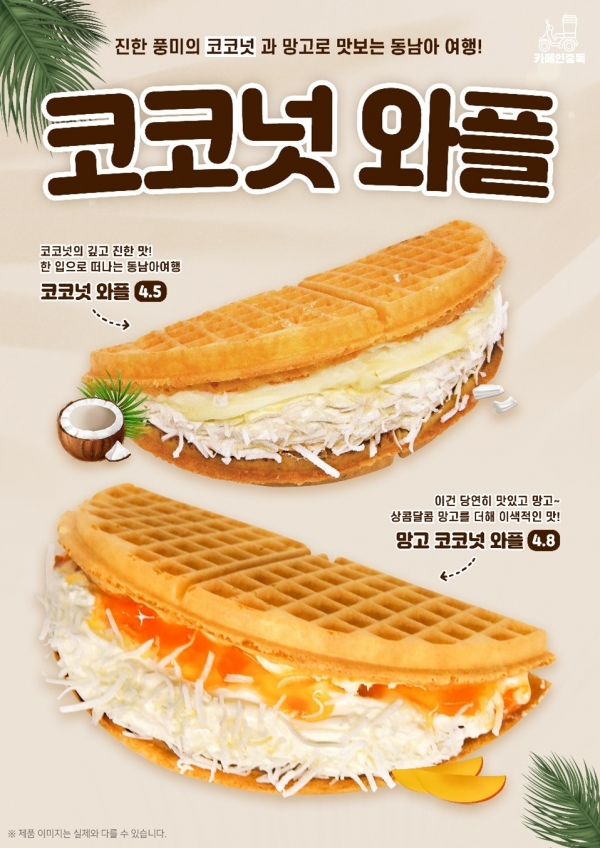 진한 풍미의 코코넛 과 망고로 맛보는 동남아 여행!
카페인중독
코코넛 와플
코코넛의 깊고 진한 맛!
한 입으로 떠나는 동남아여행
코코넛 와플 4.5
이건 당연히 맛있고 망고~
상콤달콤 망고를 더해 이색적인 맛!
망고 코코넛 와플 4.8
※ 제품 이미지는 실제와 다를 수 있습니다.